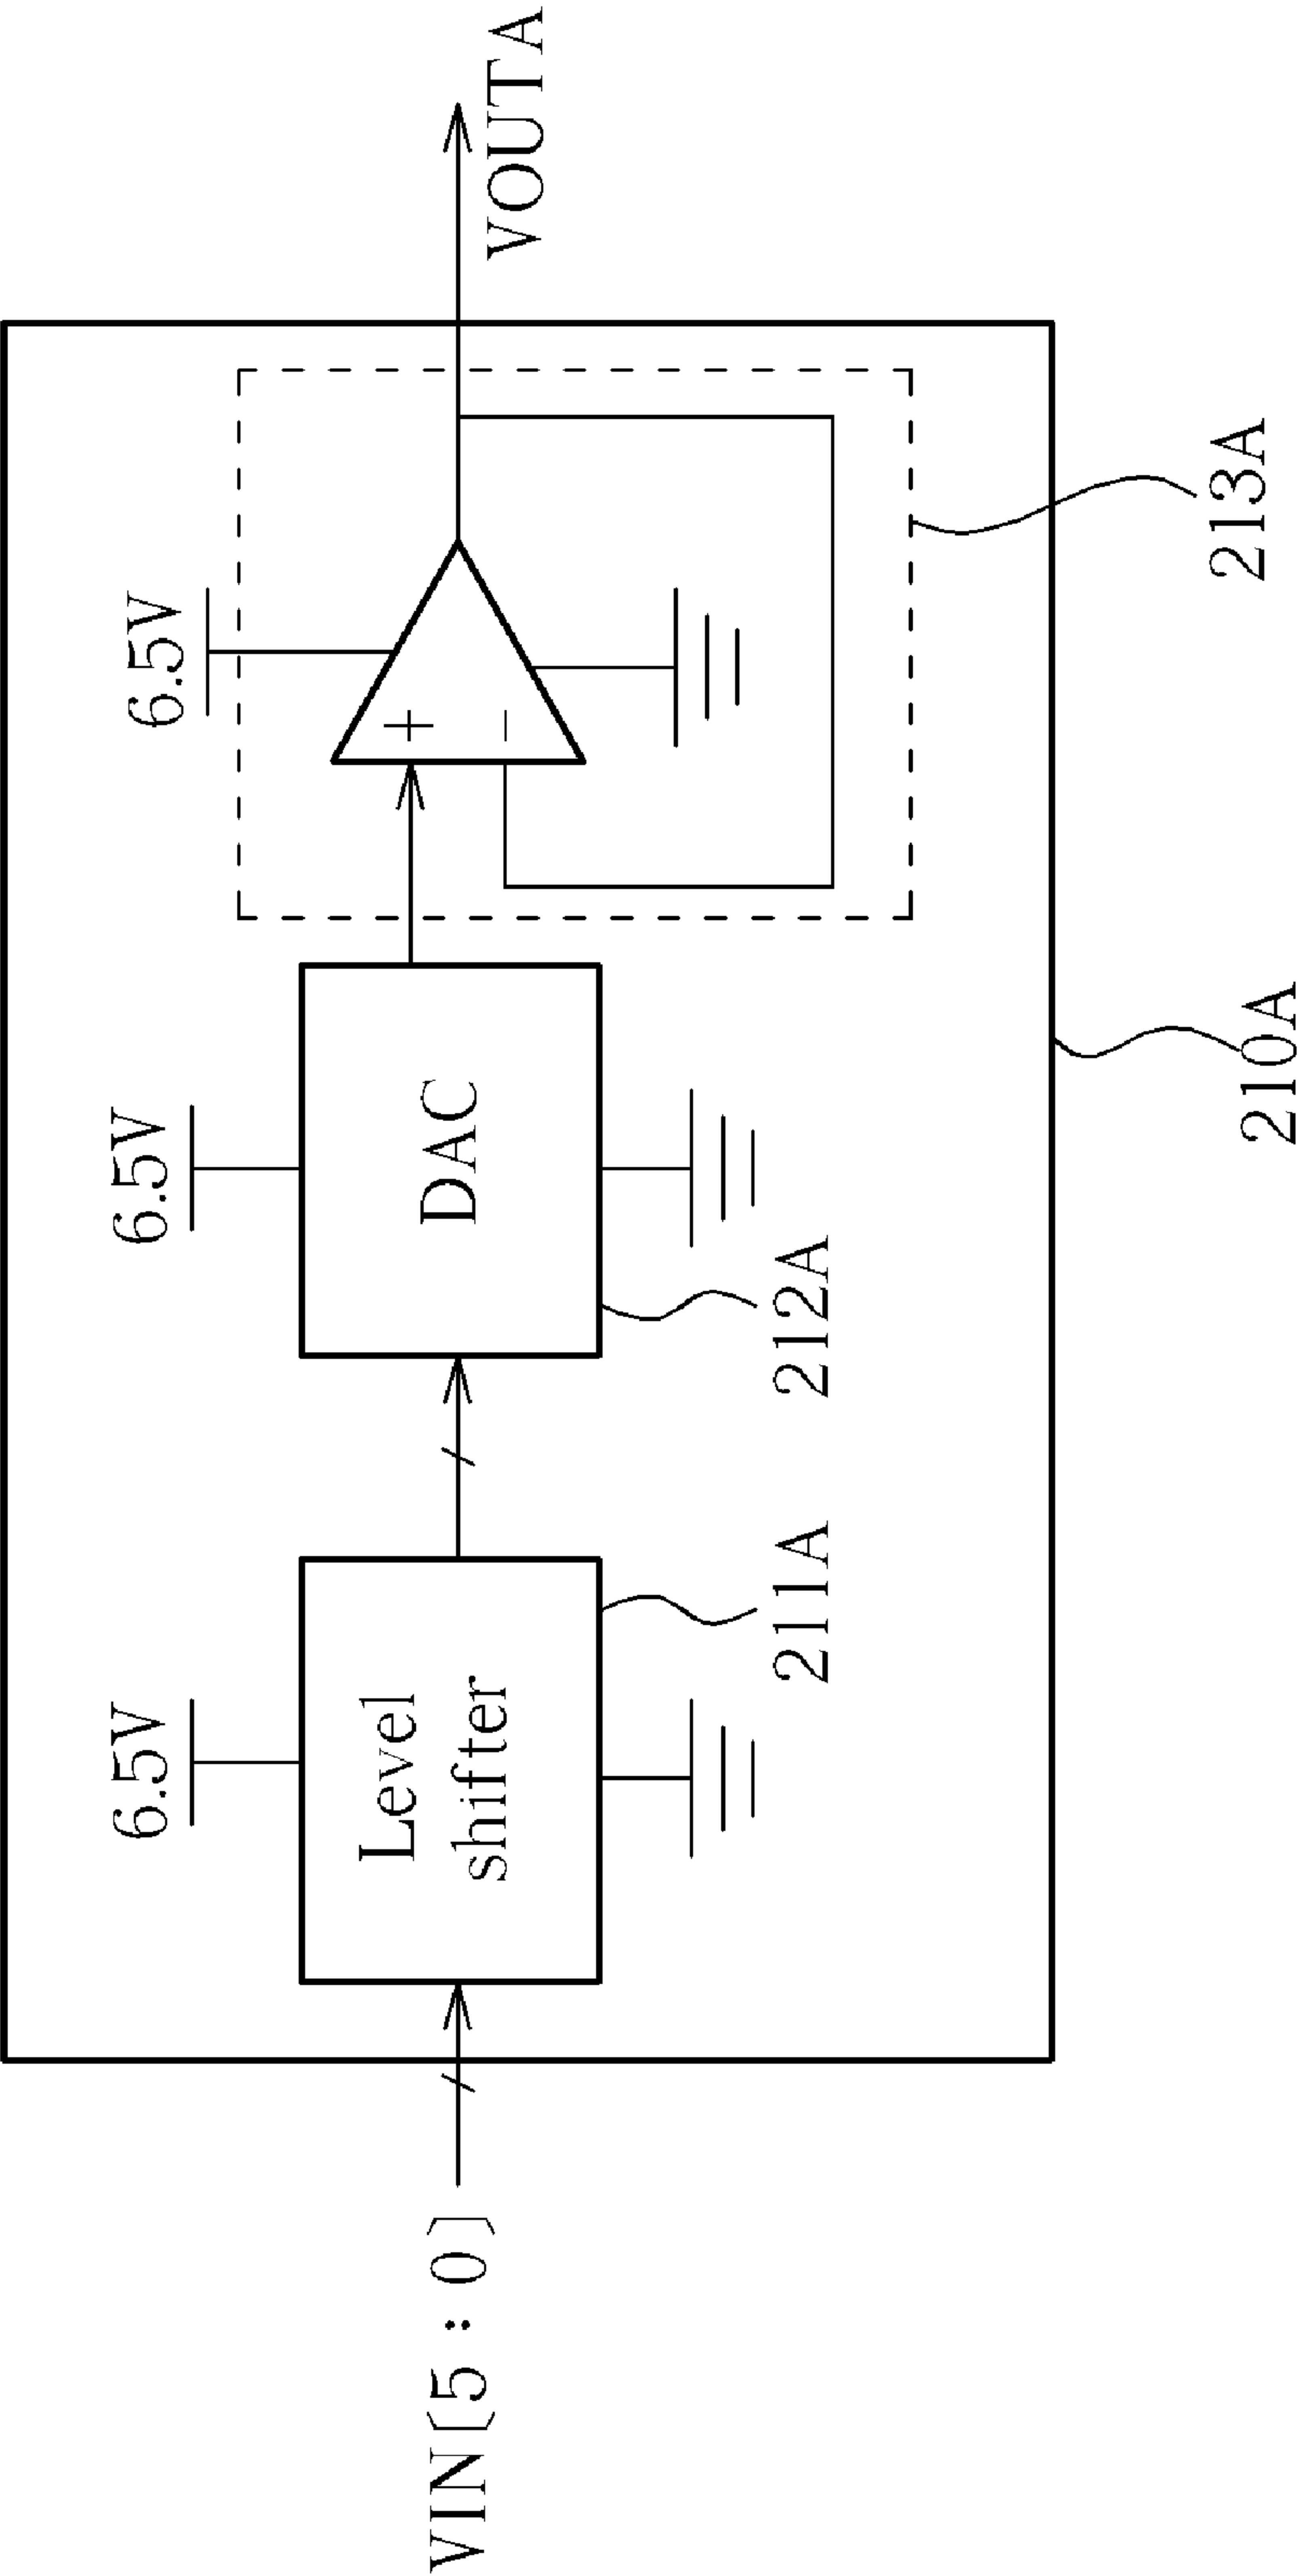 6.5V
6.5V
6.5V
VIN[5:0]
Level
shifter
DAC
+
−
VOUTA
211A
212A
213A
210A